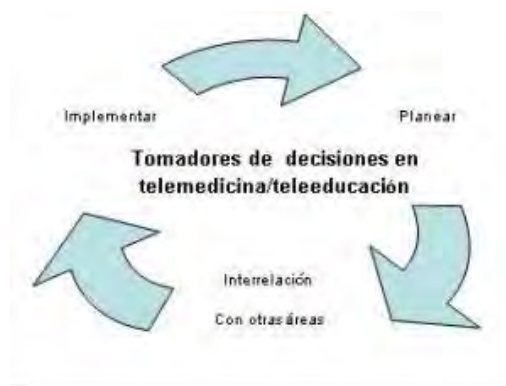 Implementar
Planear
Tomadores de decisiones en
telemedicina/teleeducación
Interrelación
Con otras áreas